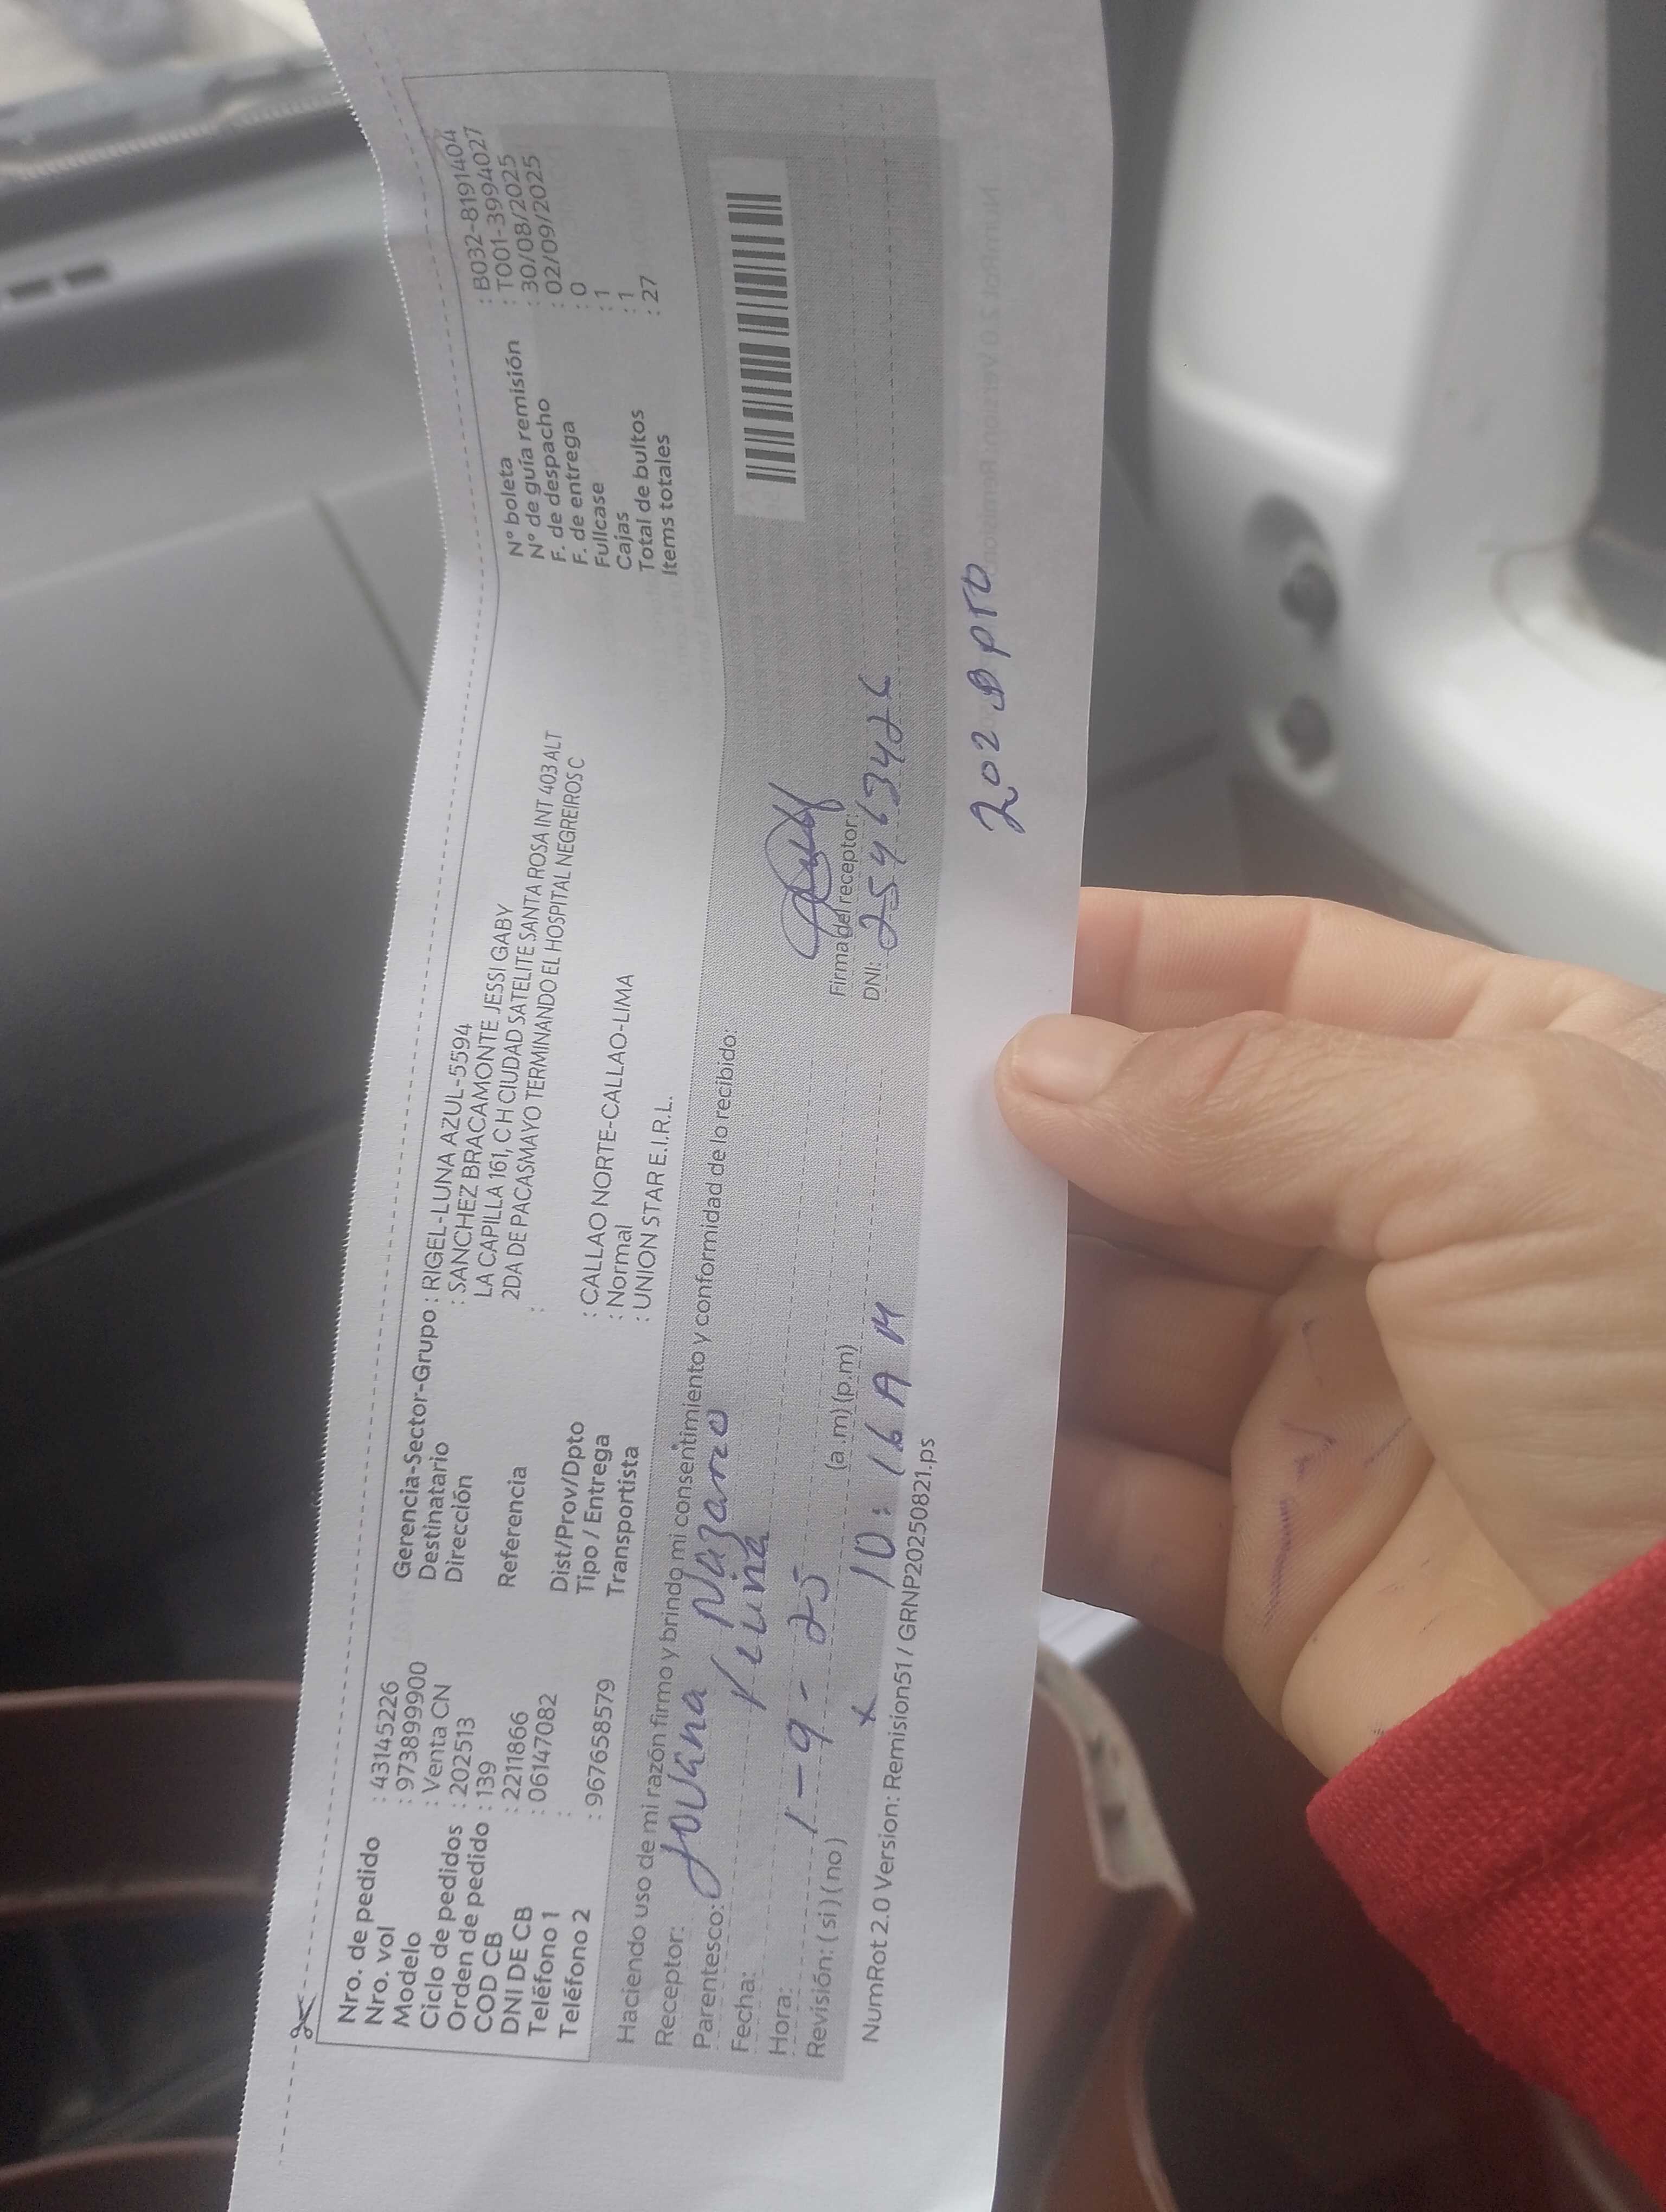 Nro. de pedido : 43145226
Nro. vol : 973899900
Modelo : Venta CN
Ciclo de pedidos : 202513
Orden de pedido : 139
COD CB : 2211866
DNI DE CB : 06147082
Teléfono 1 :
Teléfono 2 : 967658579
Gerencia-Sector-Grupo : RIGEL-LUNA AZUL-5594
Destinatario : SANCHEZ BRACAMONTE JESSI GABY
Dirección LA CAPILLA 161, C H CIUDAD SATELITE SANTA ROSA INT 403 ALT
2DA DE PACASMAYO TERMINANDO EL HOSPITAL NEGREIROS C
Referencia :
Dist/Prov/Dpto : CALLAO NORTE-CALLAO-LIMA
Tipo / Entrega : Normal
Transportista : UNION STAR E.I.R.L.
N° boleta : B032-8191404
N° de guía remisión : T001-3994027
F. de despacho : 30/08/2025
F. de entrega : 02/09/2025
Fullcase : 0
Cajas : 1
Total de bultos : 1
Items totales : 27
Haciendo uso de mi razón firmo y brindo mi consentimiento y conformidad de lo recibido:
Receptor: Jovana Nazario
Parentesco:
Fecha: 1-9-25
Hora: 10:16 AM (a.m)(p.m)
Revisión: (si) (no) x
Firma del receptor:
DNI:
NumRot 2.0 Version: Remision51 / GRNP20250821.ps